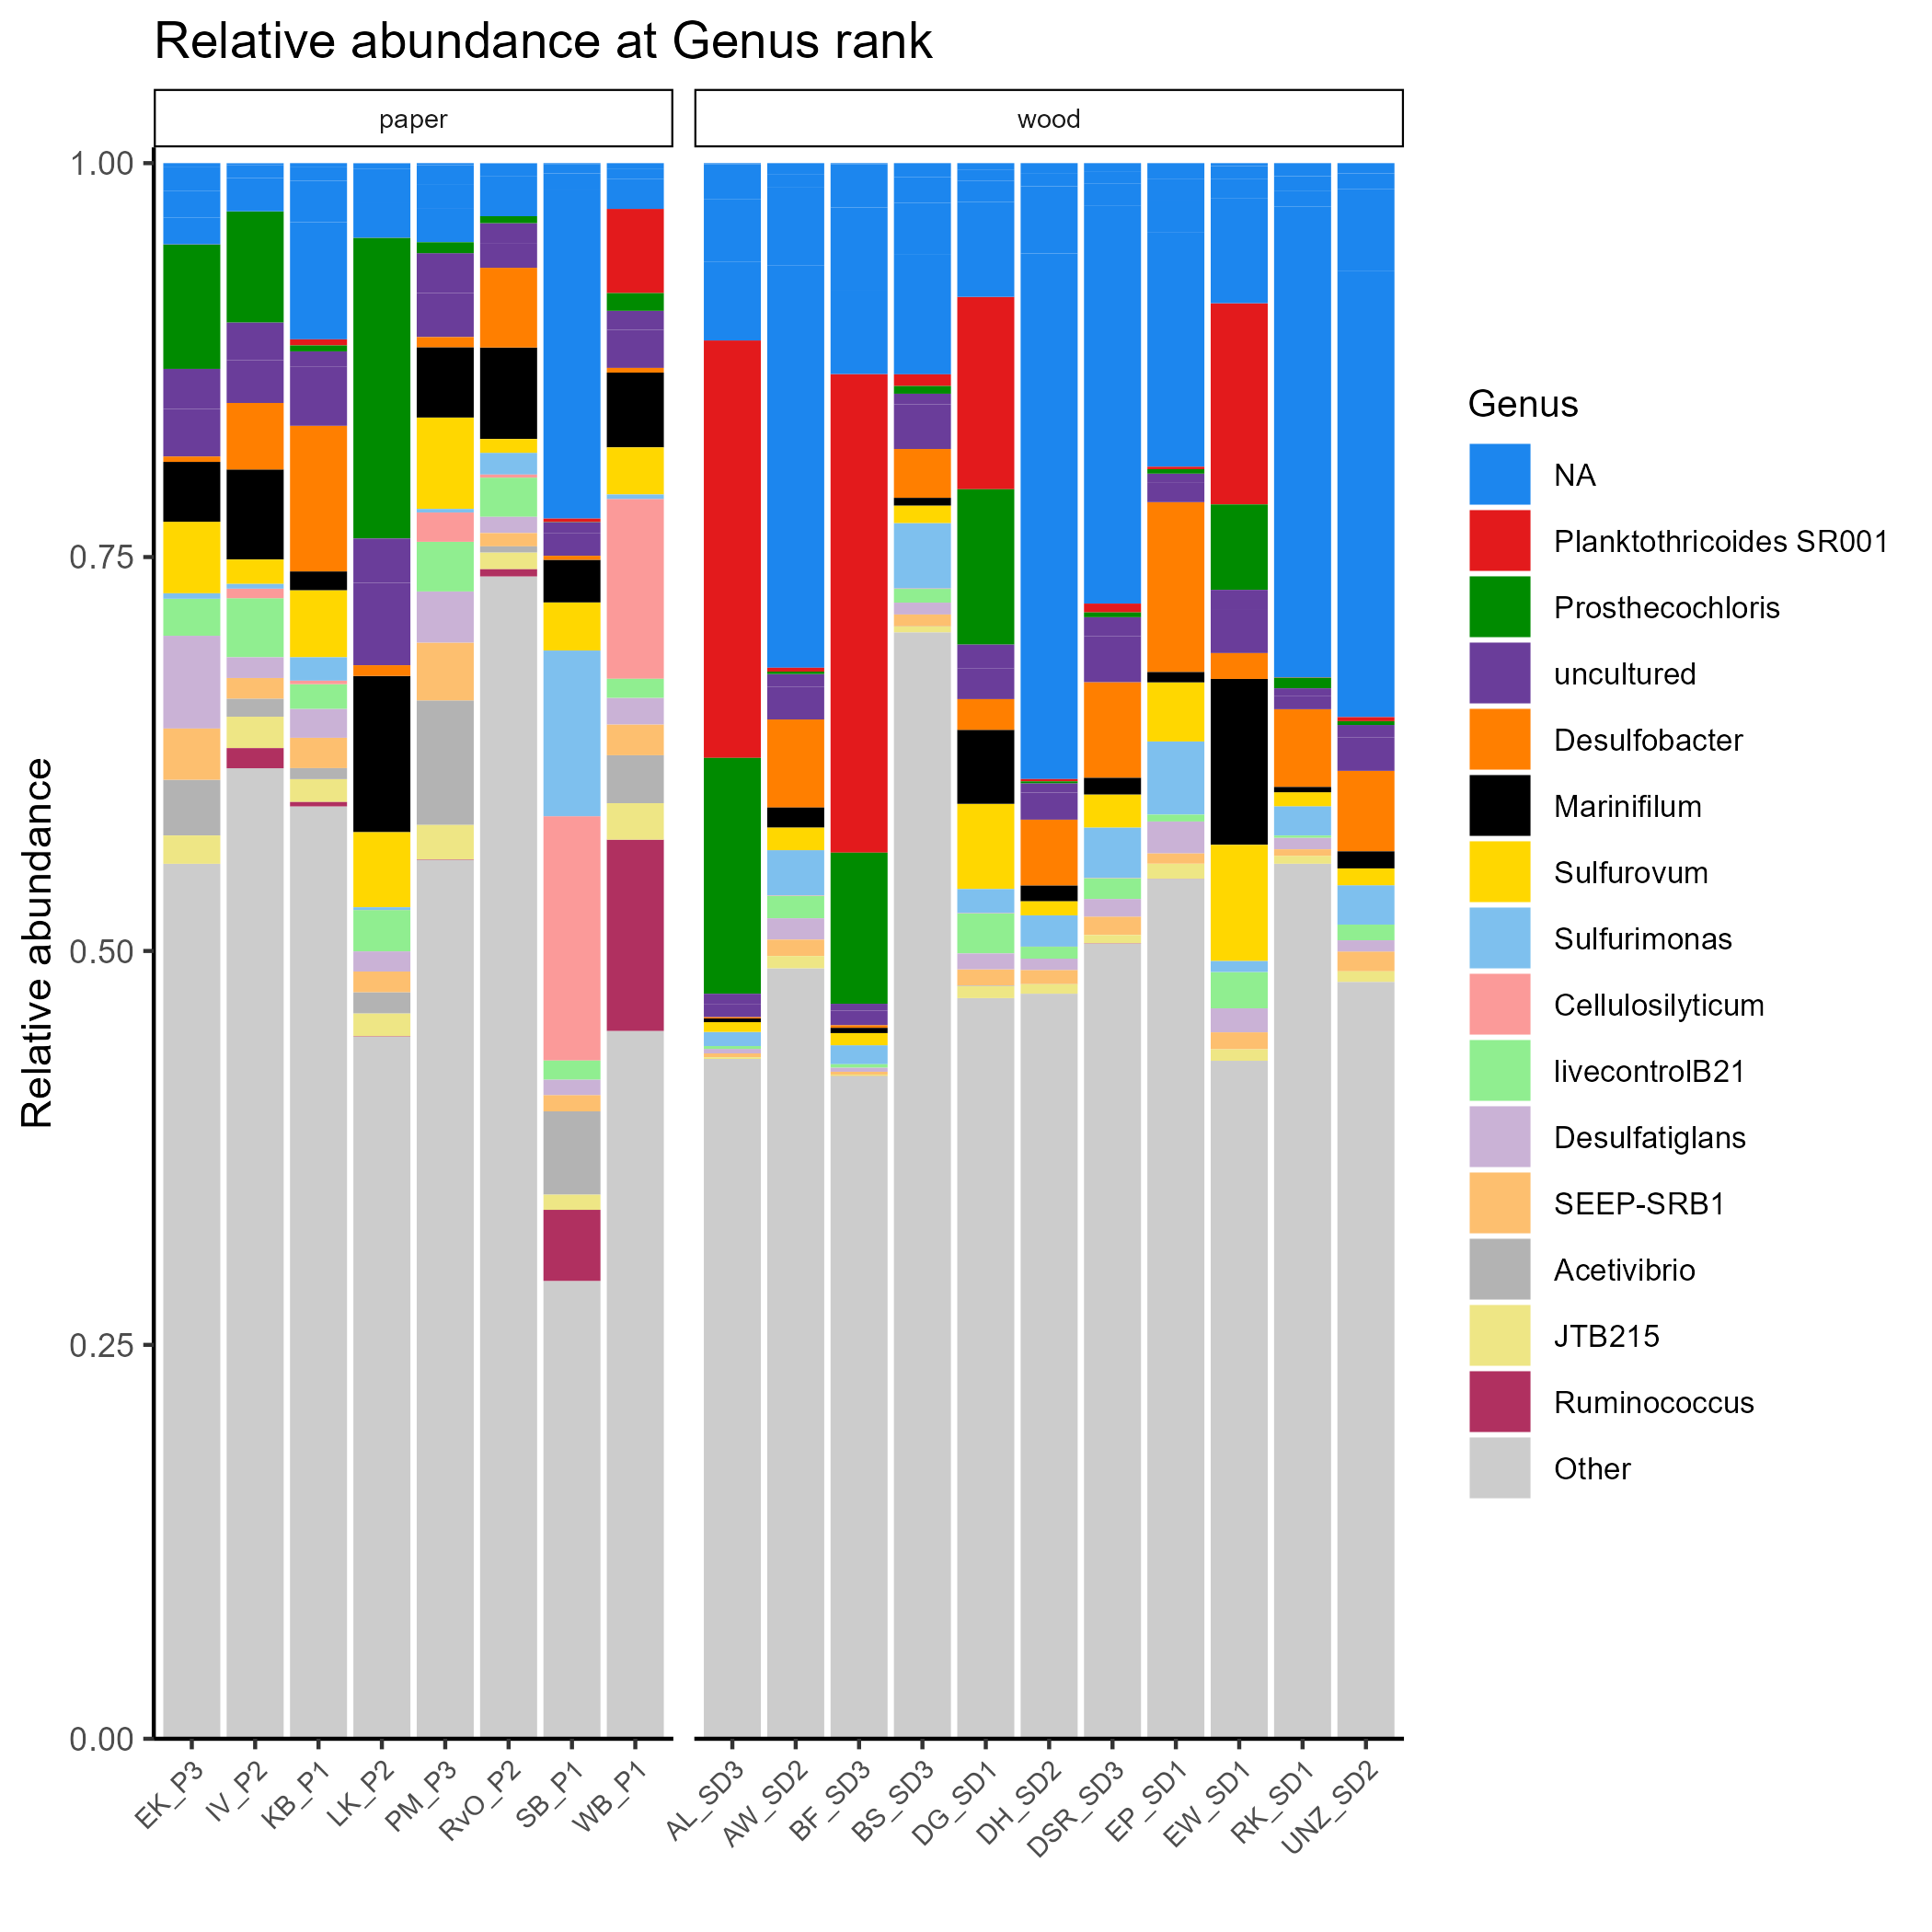 Relative abundance at Genus rank
paper
wood
Relative abundance
1.00
0.75
0.50
0.25
0.00
EK_P3
IV_P2
KB_P1
LK_P2
PM_P3
RvO_P2
SB_P1
WB_P1
AL_SD3
AW_SD2
BF_SD3
BS_SD3
DG_SD1
DH_SD2
DSR_SD3
EP_SD1
EW_SD1
RK_SD1
UNZ_SD2
Genus
NA
Planktothricoides SR001
Prosthecochloris
uncultured
Desulfobacter
Marinifilum
Sulfurovum
Sulfurimonas
Cellulosilyticum
livecontrolB21
Desulfatiglans
SEEP-SRB1
Acetivibrio
JTB215
Ruminococcus
Other